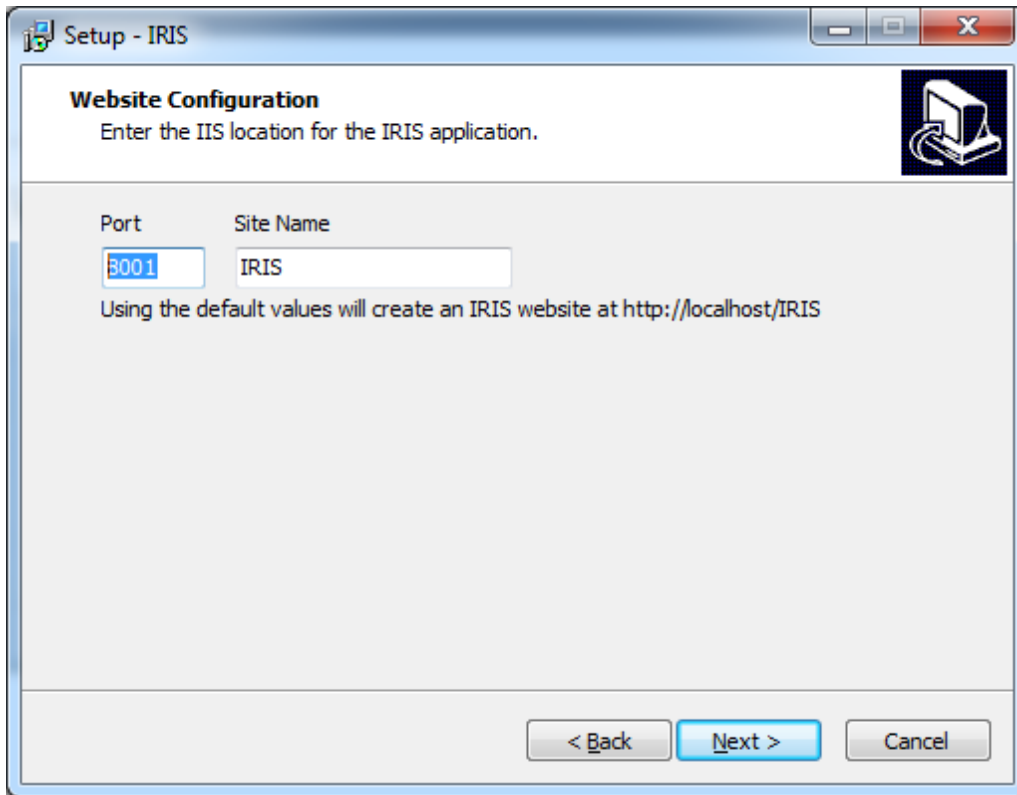 Setup - IRIS
Website Configuration
Enter the IIS location for the IRIS application.
Port Site Name
8001 IRIS
Using the default values will create an IRIS website at http://localhost/IRIS
< Back Next > Cancel